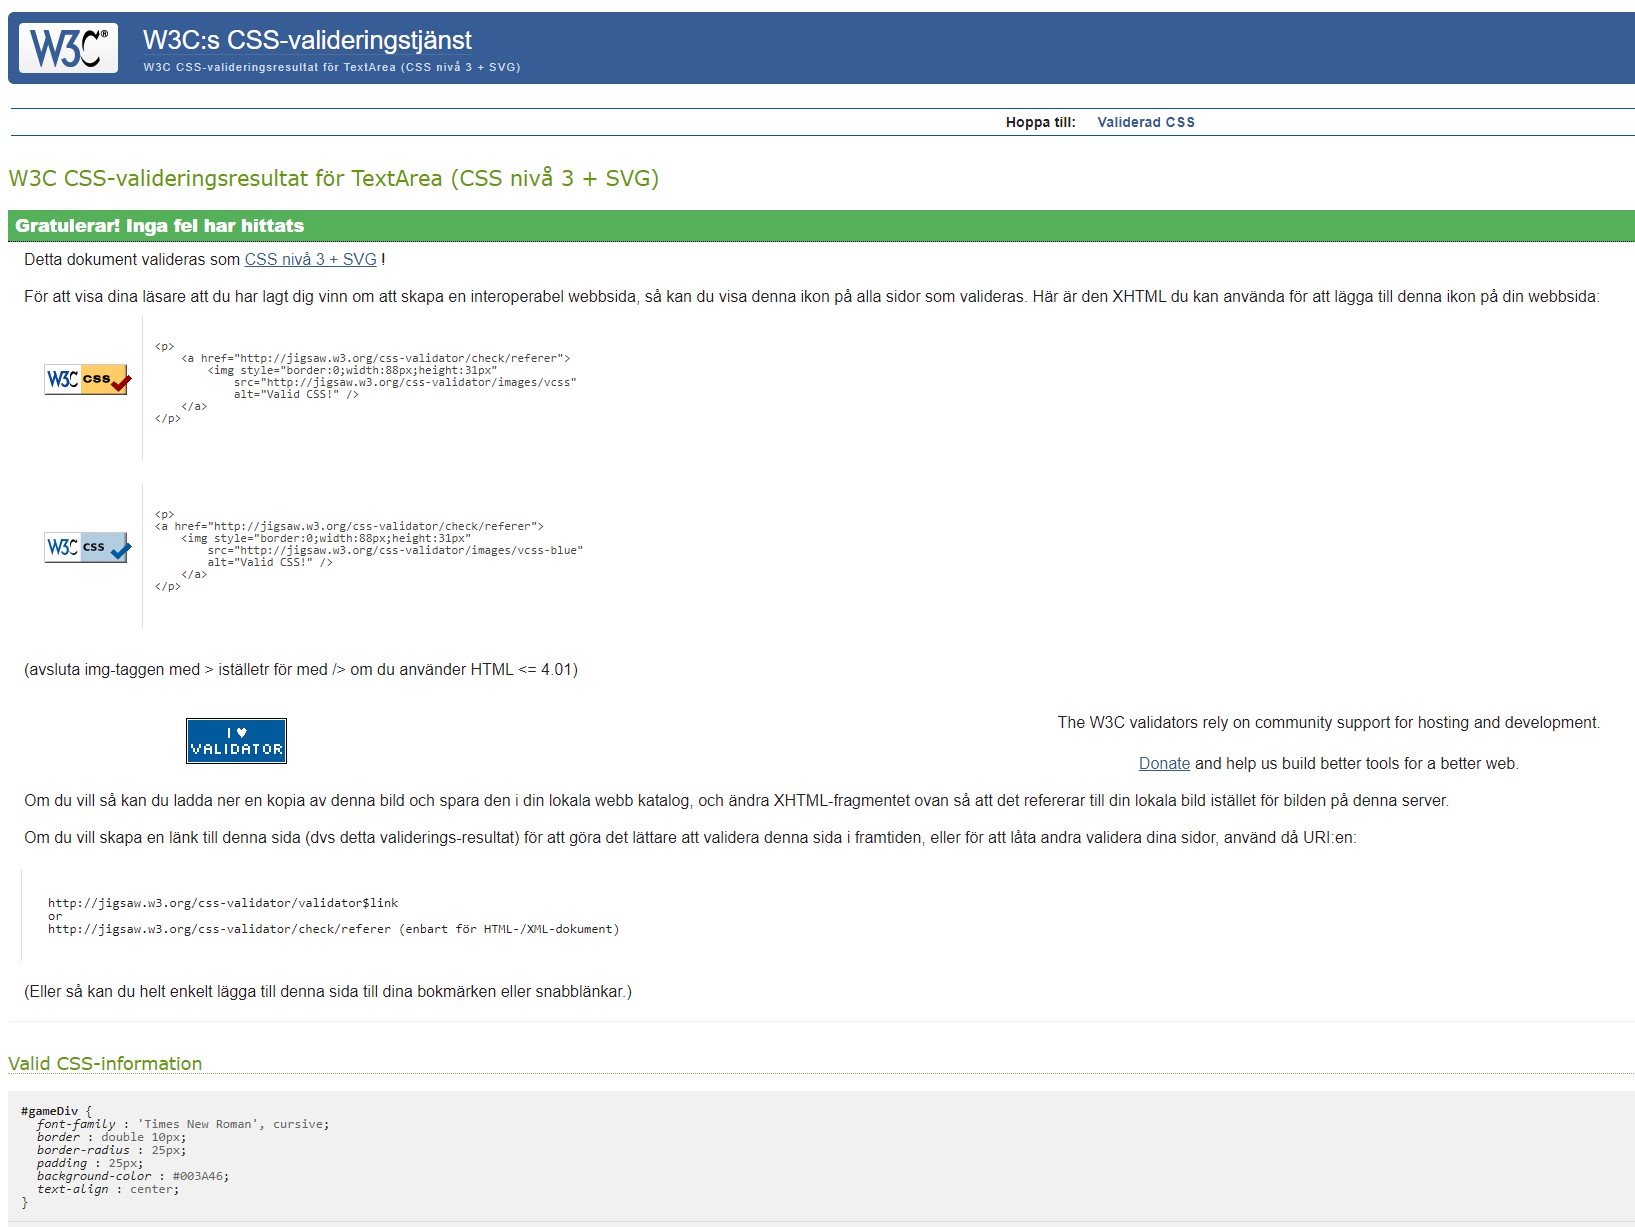 W3C®
W3C:s CSS-valideringstjänst
W3C CSS-valideringsresultat för TextArea (CSS nivå 3 + SVG)
Hoppa till: Validerad CSS
W3C CSS-valideringsresultat för TextArea (CSS nivå 3 + SVG)
Gratulerar! Inga fel har hittats
Detta dokument valideras som CSS nivå 3 + SVG !
För att visa dina läsare att du har lagt dig vinn om att skapa en interoperabel webbsida, så kan du visa denna ikon på alla sidor som valideras. Här är den XHTML du kan använda för att lägga till denna ikon på din webbsida:
W3C css
<p>
<a href="http://jigsaw.w3.org/css-validator/check/referer">
<img style="border:0;width:88px;height:31px"
src="http://jigsaw.w3.org/css-validator/images/vcss"
alt="Valid CSS!" />
</a>
</p>
W3C css
<p>
<a href="http://jigsaw.w3.org/css-validator/check/referer">
<img style="border:0;width:88px;height:31px"
src="http://jigsaw.w3.org/css-validator/images/vcss-blue"
alt="Valid CSS!" />
</a>
</p>
(avsluta img-taggen med > iställetr för med /> om du använder HTML <= 4.01)
I ♥
VALIDATOR
The W3C validators rely on community support for hosting and development.
Donate and help us build better tools for a better web.
Om du vill så kan du ladda ner en kopia av denna bild och spara den i din lokala webb katalog, och ändra XHTML-fragmentet ovan så att det refererar till din lokala bild istället för bilden på denna server.
Om du vill skapa en länk till denna sida (dvs detta validerings-resultat) för att göra det lättare att validera denna sida i framtiden, eller för att låta andra validera dina sidor, använd då URI:en:
http://jigsaw.w3.org/css-validator/validator$link
or
http://jigsaw.w3.org/css-validator/check/referer (enbart för HTML-/XML-dokument)
(Eller så kan du helt enkelt lägga till denna sida till dina bokmärken eller snabblänkar.)
Valid CSS-information
#gameDiv {
font-family : 'Times New Roman', cursive;
border : double 10px;
border-radius : 25px;
padding : 25px;
background-color : #003A46;
text-align : center;
}